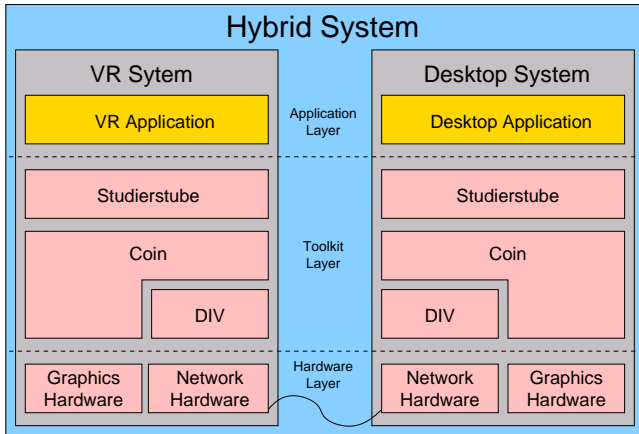 Hybrid System
VR Sytem
VR Application
Studierstube
Coin
DIV
Graphics
Hardware
Network
Hardware
Application
Layer
Toolkit
Layer
Hardware
Layer
Desktop System
Desktop Application
Studierstube
Coin
DIV
Network
Hardware
Graphics
Hardware